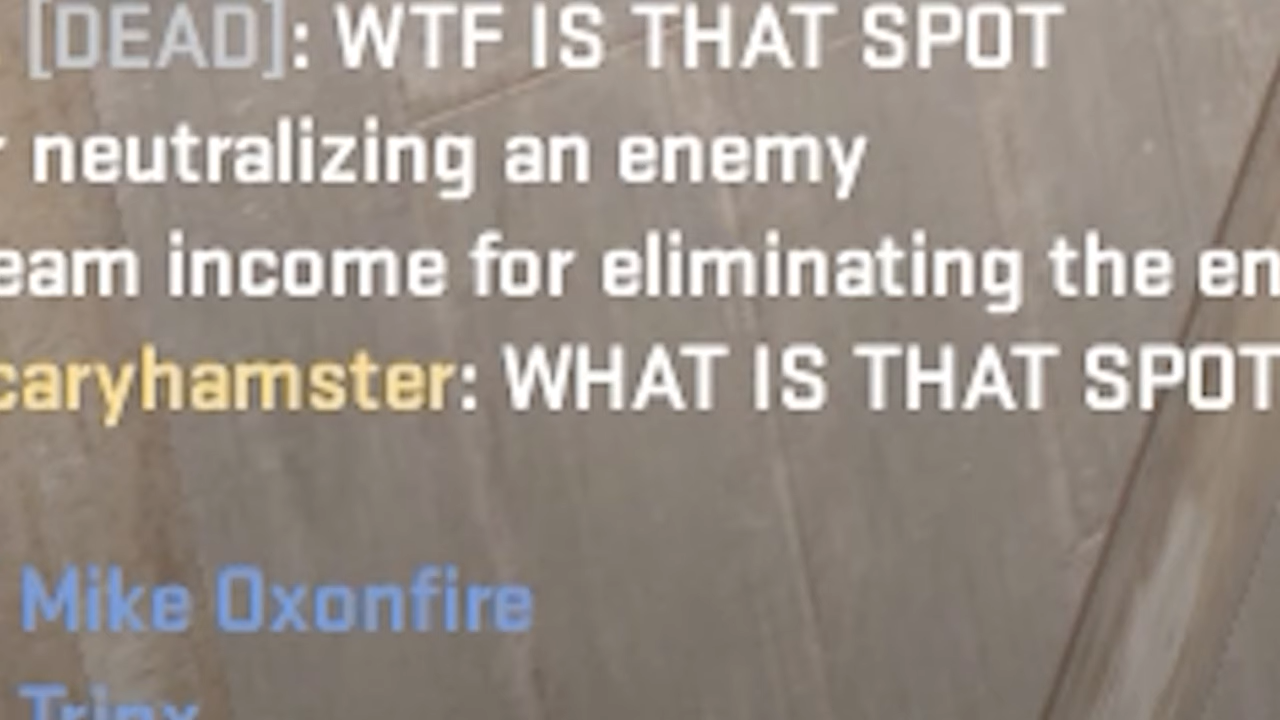 [DEAD]: WTF IS THAT SPOT
neutralizing an enemy
eam income for eliminating the en
caryhamster: WHAT IS THAT SPOT
Mike Oxonfire
Trinx